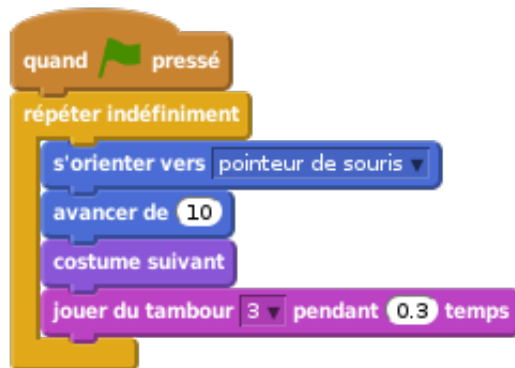 quand pressé
répéter indéfiniment
s'orienter vers pointeur de souris
avancer de 10
costume suivant
jouer du tambour 3 pendant 0.3 temps